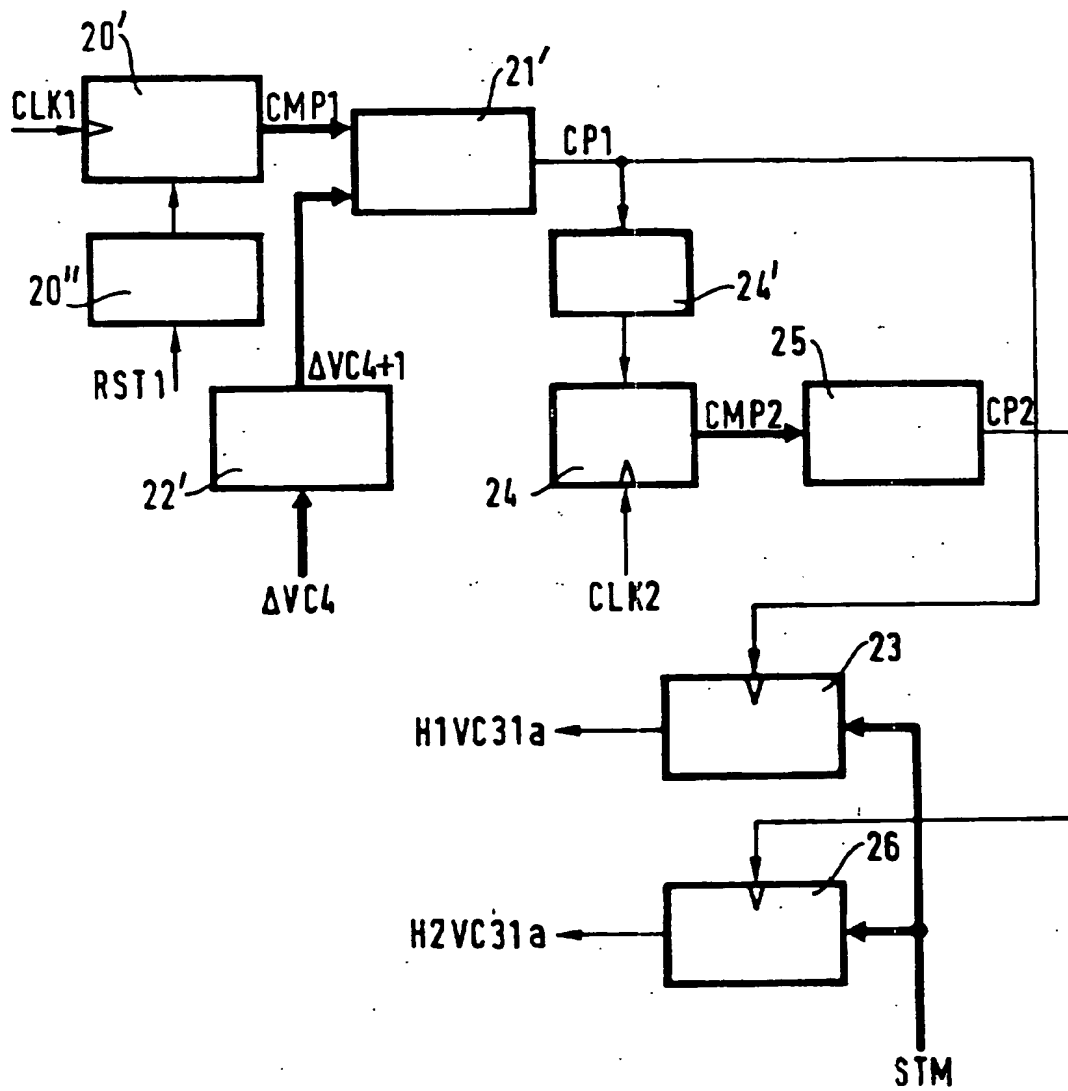 20′
21′
CLK1
CMP1
CP1
20″
24′
RST1
ΔVC4+1
25
CMP2
CP2
22′
24
ΔVC4
CLK2
23
H1VC31a
26
H2VC31a
STM